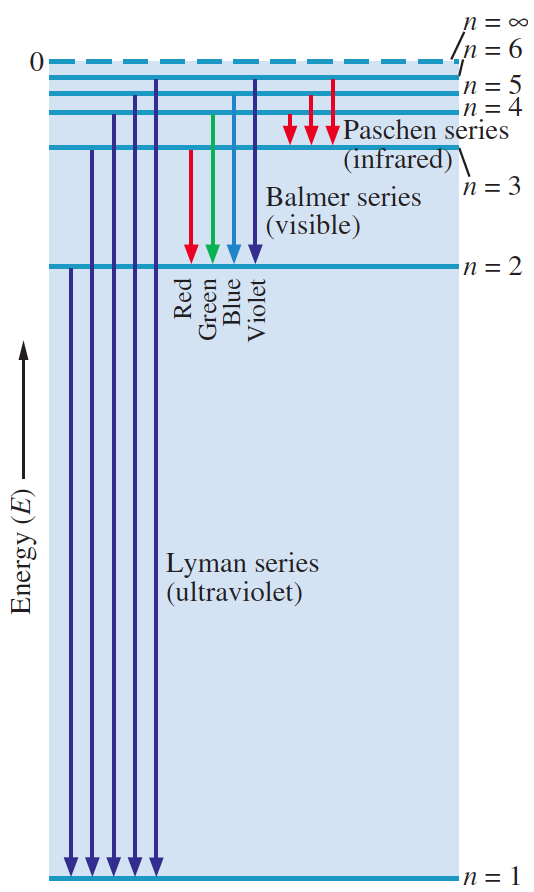 n = ∞
n = 6
0
n = 5
n = 4
Paschen series
(infrared)
n = 3
Balmer series
(visible)
n = 2
Red
Green
Blue
Violet
Energy (E)
Lyman series
(ultraviolet)
n = 1